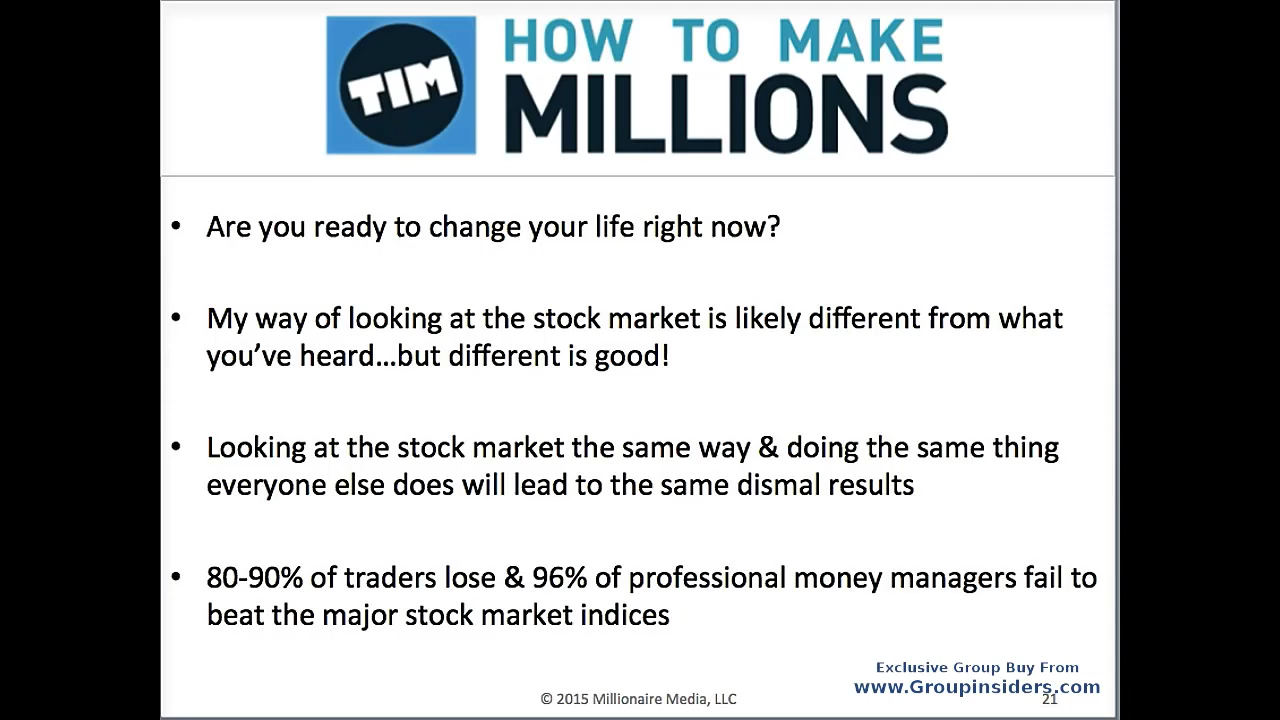 TIM
HOW TO MAKE
MILLIONS
• Are you ready to change your life right now?
• My way of looking at the stock market is likely different from what
you’ve heard…but different is good!
• Looking at the stock market the same way & doing the same thing
everyone else does will lead to the same dismal results
• 80-90% of traders lose & 96% of professional money managers fail to
beat the major stock market indices
Exclusive Group Buy From
www.Groupinsiders.com
© 2015 Millionaire Media, LLC
21